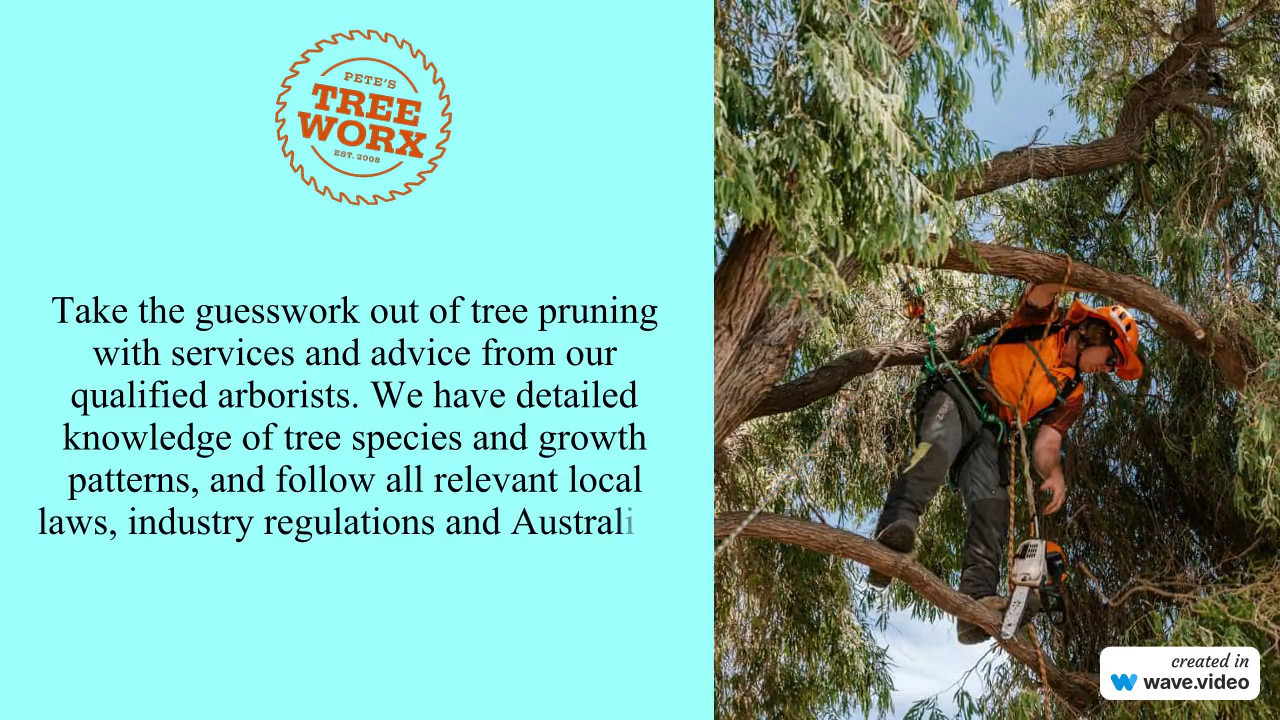 PETE'S
TREE
WORX
EST. 2008
Take the guesswork out of tree pruning
with services and advice from our
qualified arborists. We have detailed
knowledge of tree species and growth
patterns, and follow all relevant local
laws, industry regulations and Australi
created in
wave.video